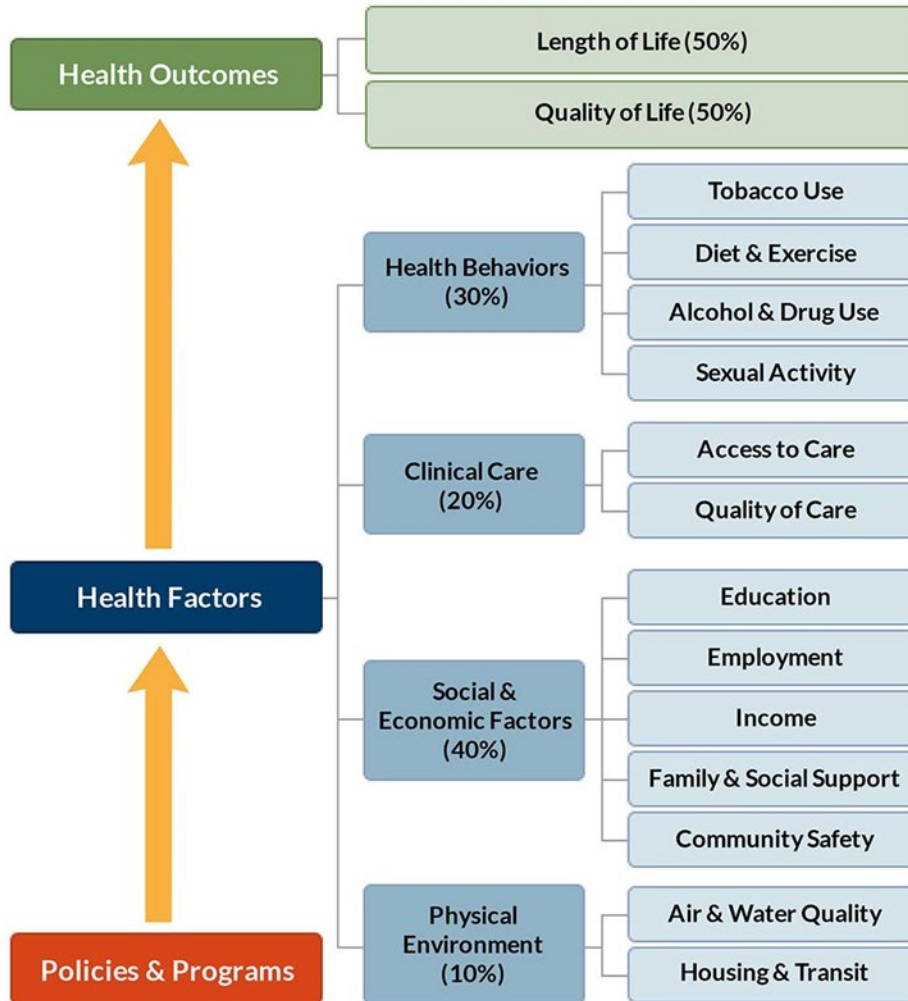 Health Outcomes
Length of Life (50%)
Quality of Life (50%)
Health Factors
Health Behaviors
(30%)
Tobacco Use
Diet & Exercise
Alcohol & Drug Use
Sexual Activity
Clinical Care
(20%)
Access to Care
Quality of Care
Social &
Economic Factors
(40%)
Education
Employment
Income
Family & Social Support
Community Safety
Physical
Environment
(10%)
Air & Water Quality
Housing & Transit
Policies & Programs